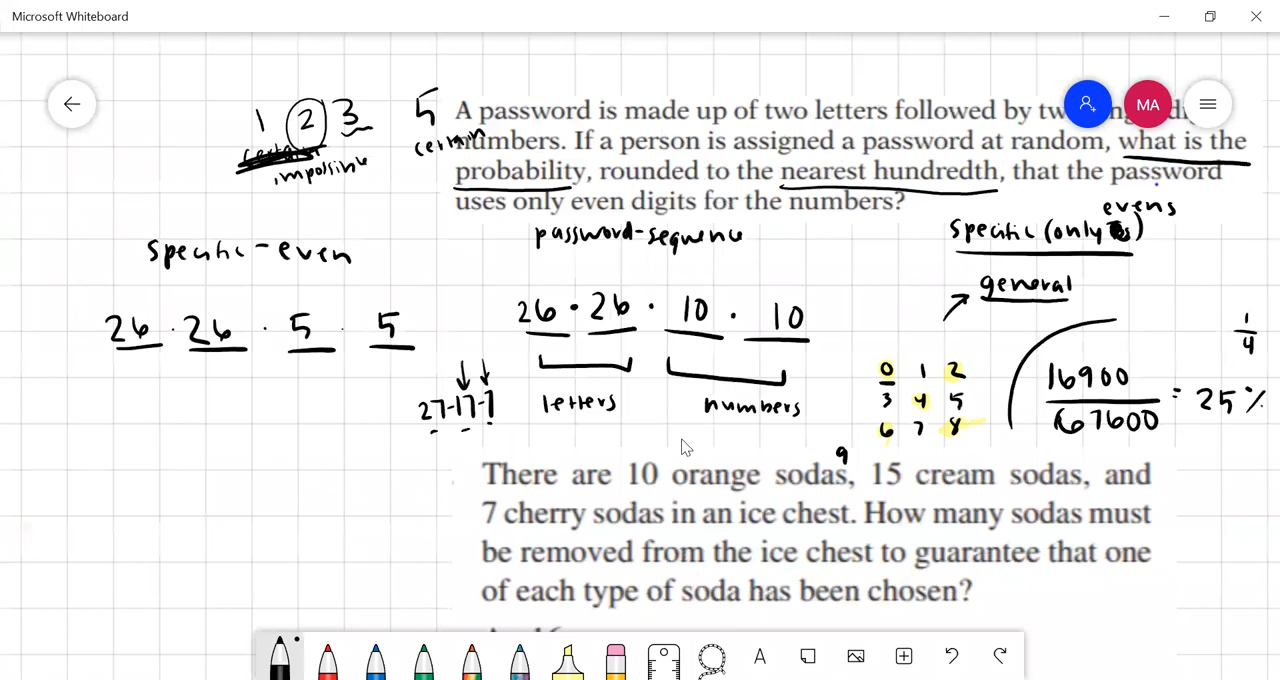 Microsoft Whiteboard
1 2 3 5
impossible
certain
A password is made up of two letters followed by
numbers. If a person is assigned a password at random, what is the
probability, rounded to the nearest hundredth, that the password
uses only even digits for the numbers?
MA
specific-even
password-sequence
specific (only evens)
general
26 · 26 · 5 · 5
26 · 26 · 10 · 10
letters
numbers
27-17-7
0 1 2
3 4 5
6 7 8
9
16900
167600
= 25%
1
4
There are 10 orange sodas, 15 cream sodas, and
7 cherry sodas in an ice chest. How many sodas must
be removed from the ice chest to guarantee that one
of each type of soda has been chosen?
A